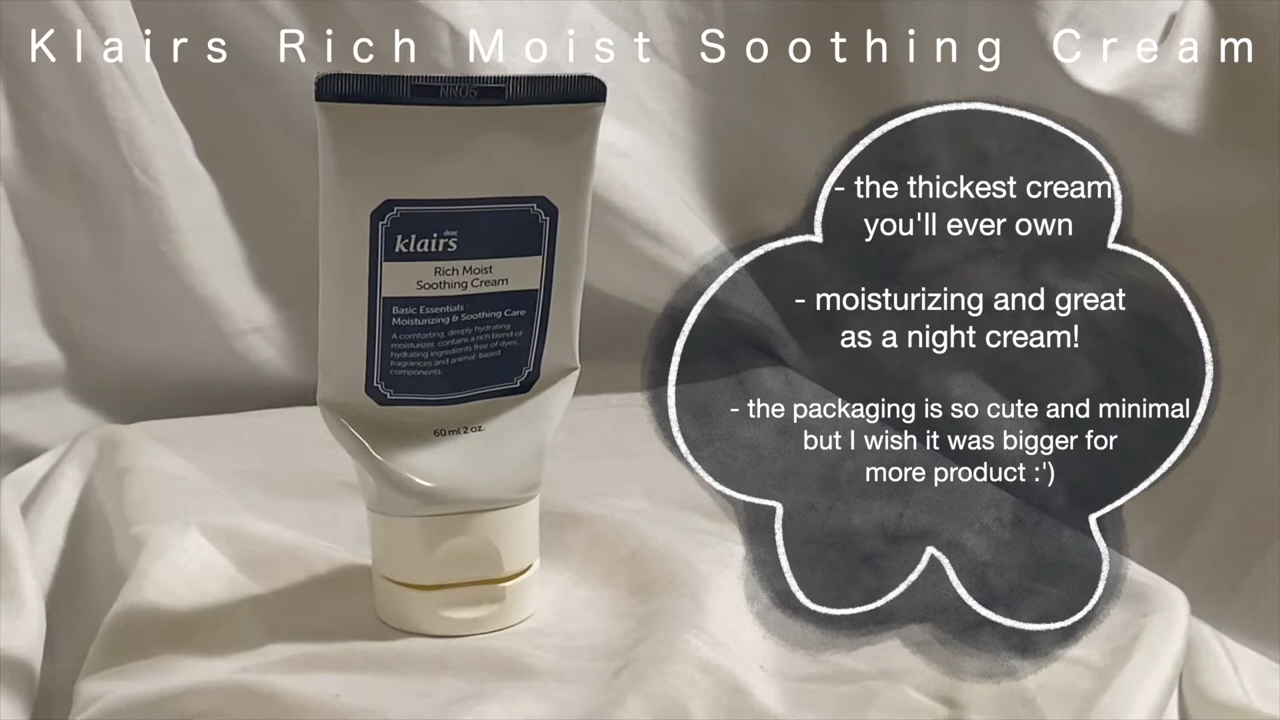 Klairs Rich Moist Soothing Cream
NN06
dear,
klairs
Rich Moist
Soothing Cream
Basic Essentials
Moisturizing & Soothing Care
A comforting, deeply hydrating
moisturizer, contains a rich blend of
hydrating ingredients free of dyes,
fragrances and animal-based
components.
60 ml 2 oz.
- the thickest cream
you'll ever own
- moisturizing and great
as a night cream!
- the packaging is so cute and minimal
but I wish it was bigger for
more product :')